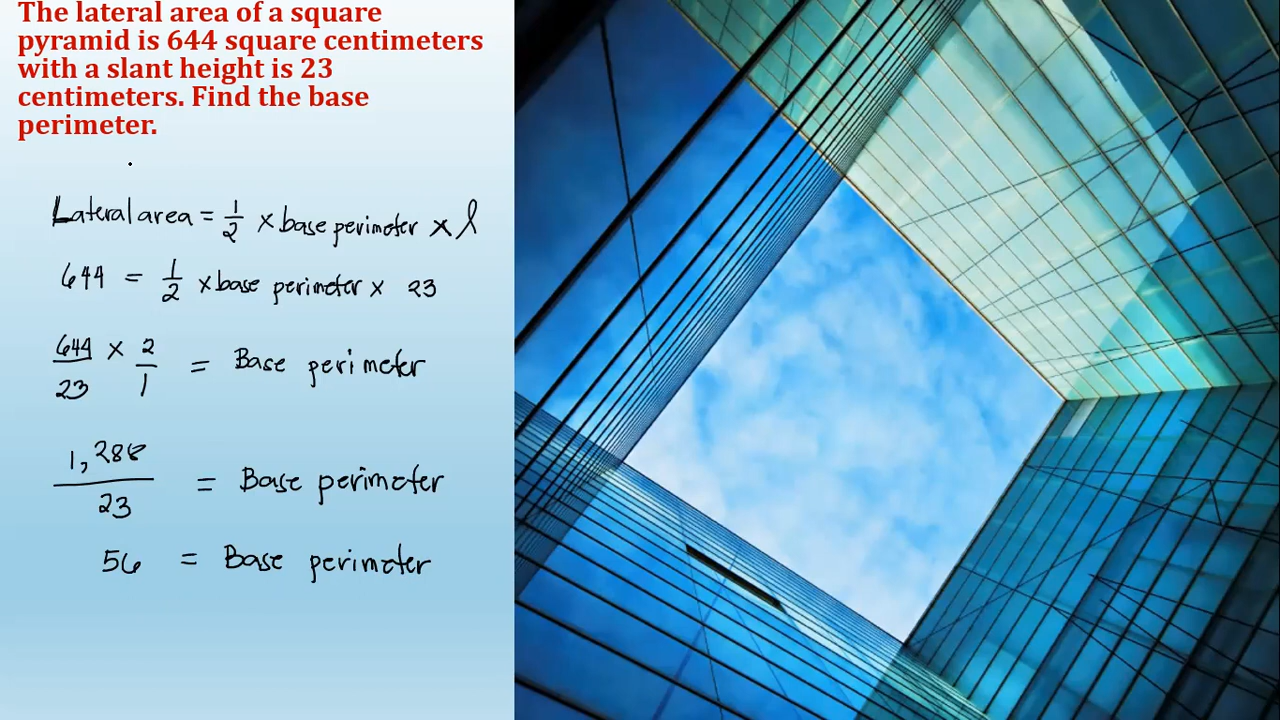 The lateral area of a square
pyramid is 644 square centimeters
with a slant height is 23
centimeters. Find the base
perimeter.
Lateral area = 1/2 × base perimeter × l
644 = 1/2 × base perimeter × 23
644/23 × 2/1 = Base perimeter
1,288/23 = Base perimeter
56 = Base perimeter